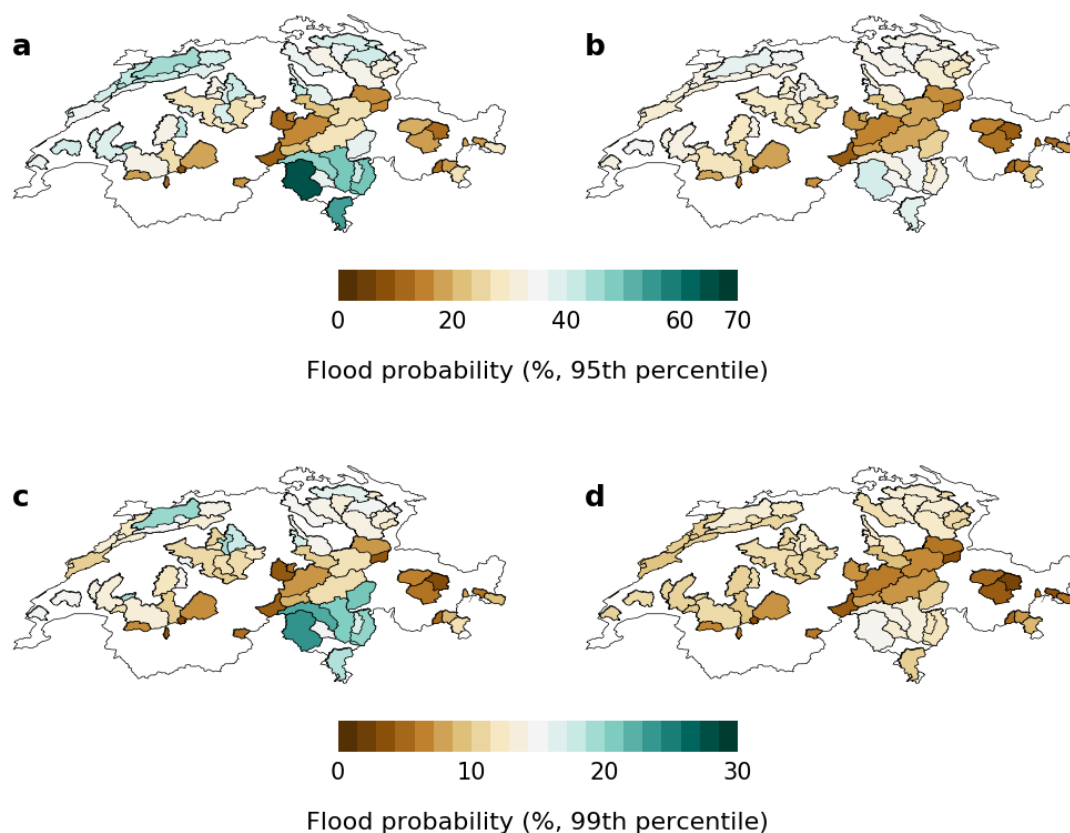 a
b
0 20 40 60 70
Flood probability (%, 95th percentile)
c
d
0 10 20 30
Flood probability (%, 99th percentile)